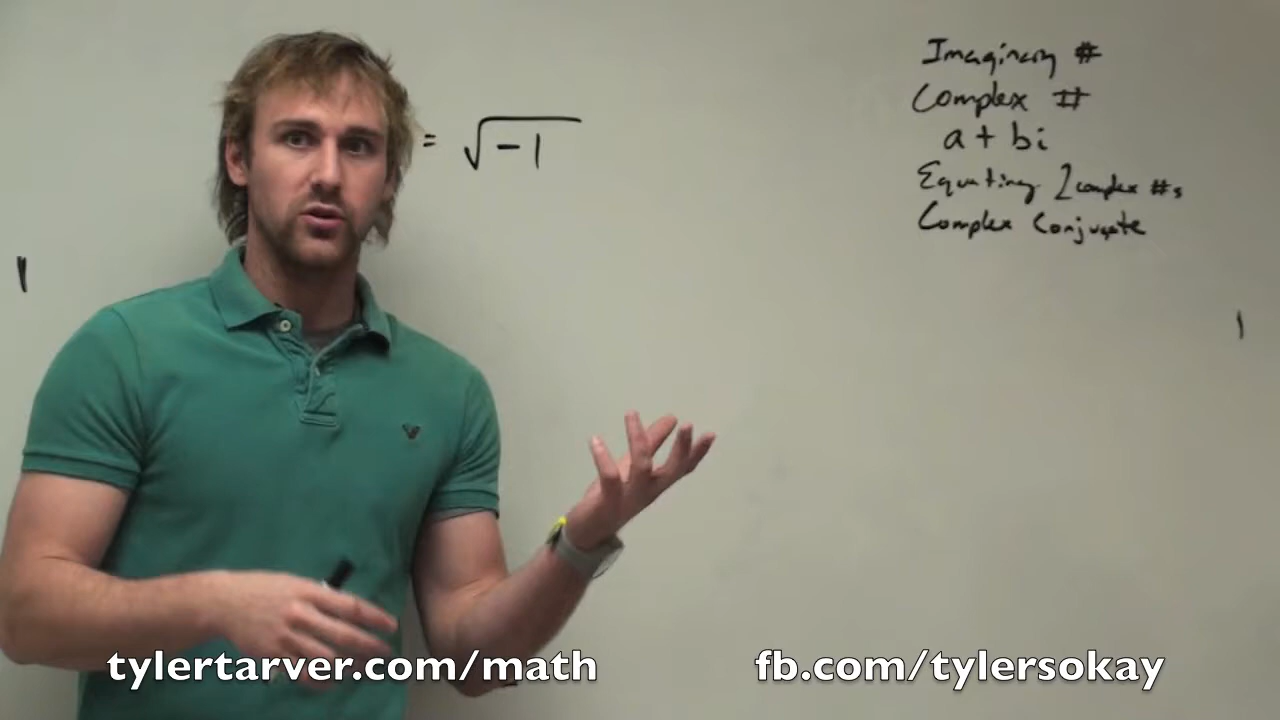 = √-1
Imaginary #
Complex #
a + bi
Equating 2 complex #s
Complex Conjugate
|
|
tylertarver.com/math
fb.com/tylersokay